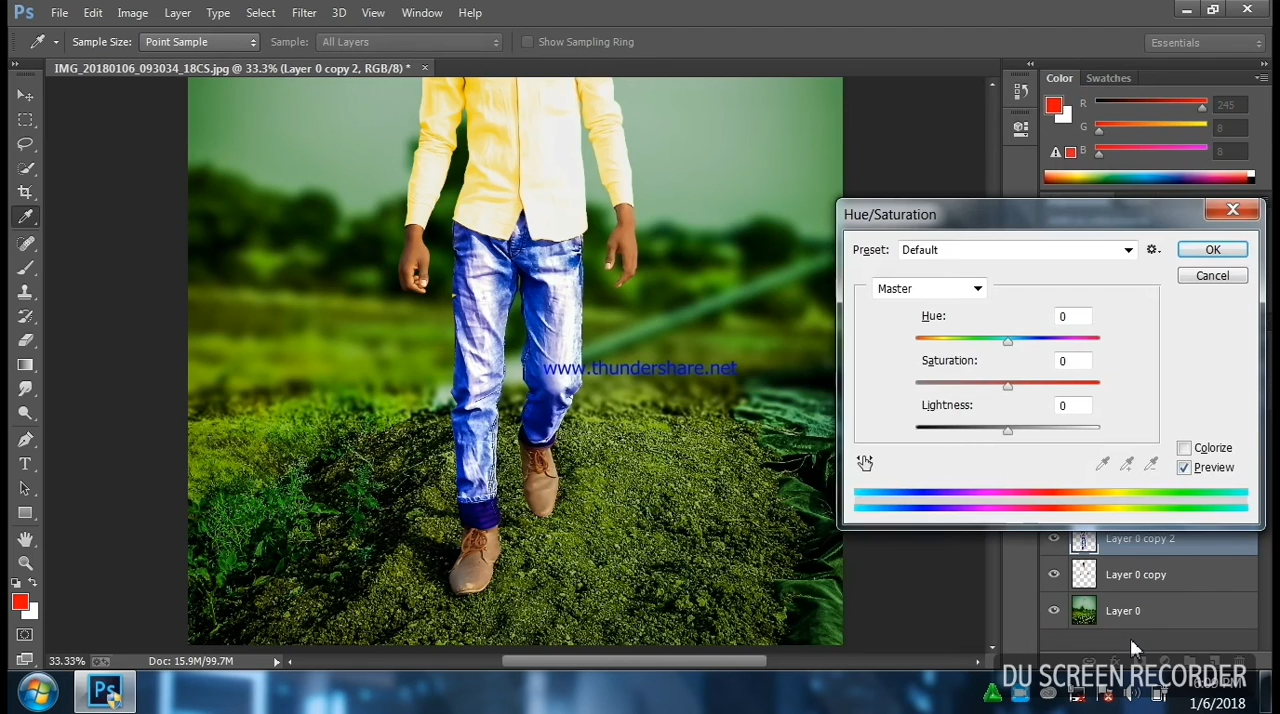 Ps File Edit Image Layer Type Select Filter 3D View Window Help
Sample Size: Point Sample Sample: All Layers Show Sampling Ring Essentials
IMG_20180106_093034_18CS.jpg @ 33.3% (Layer 0 copy 2, RGB/8) * ×
Color Swatches
R 245
G 8
B 8
Hue/Saturation
Preset: Default OK
Cancel
Master
Hue: 0
Saturation: 0
Lightness: 0
Colorize
Preview
www.thundershare.net
Layer 0 copy 2
Layer 0 copy
Layer 0
33.33% Doc: 15.9M/99.7M
DU SCREEN RECORDER
Ps
1/6/2018